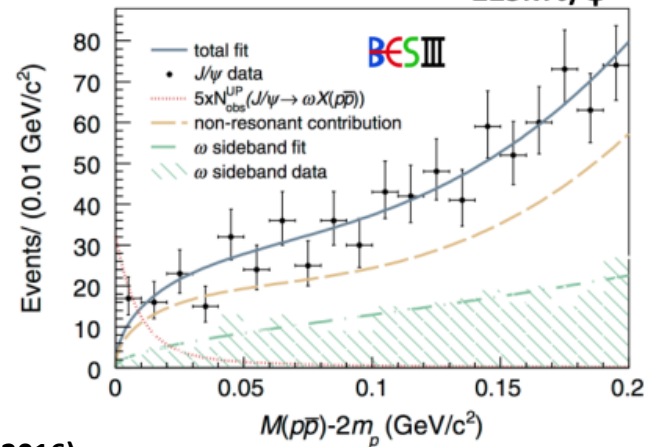 BESIII
total fit
J/ψ data
5xN^UP_obs(J/ψ→ ωX(pp̅))
non-resonant contribution
ω sideband fit
ω sideband data
Events/ (0.01 GeV/c²)
80
70
60
50
40
30
20
10
0
0 0.05 0.1 0.15 0.2
M(pp̅)-2m_p (GeV/c²)
2016)